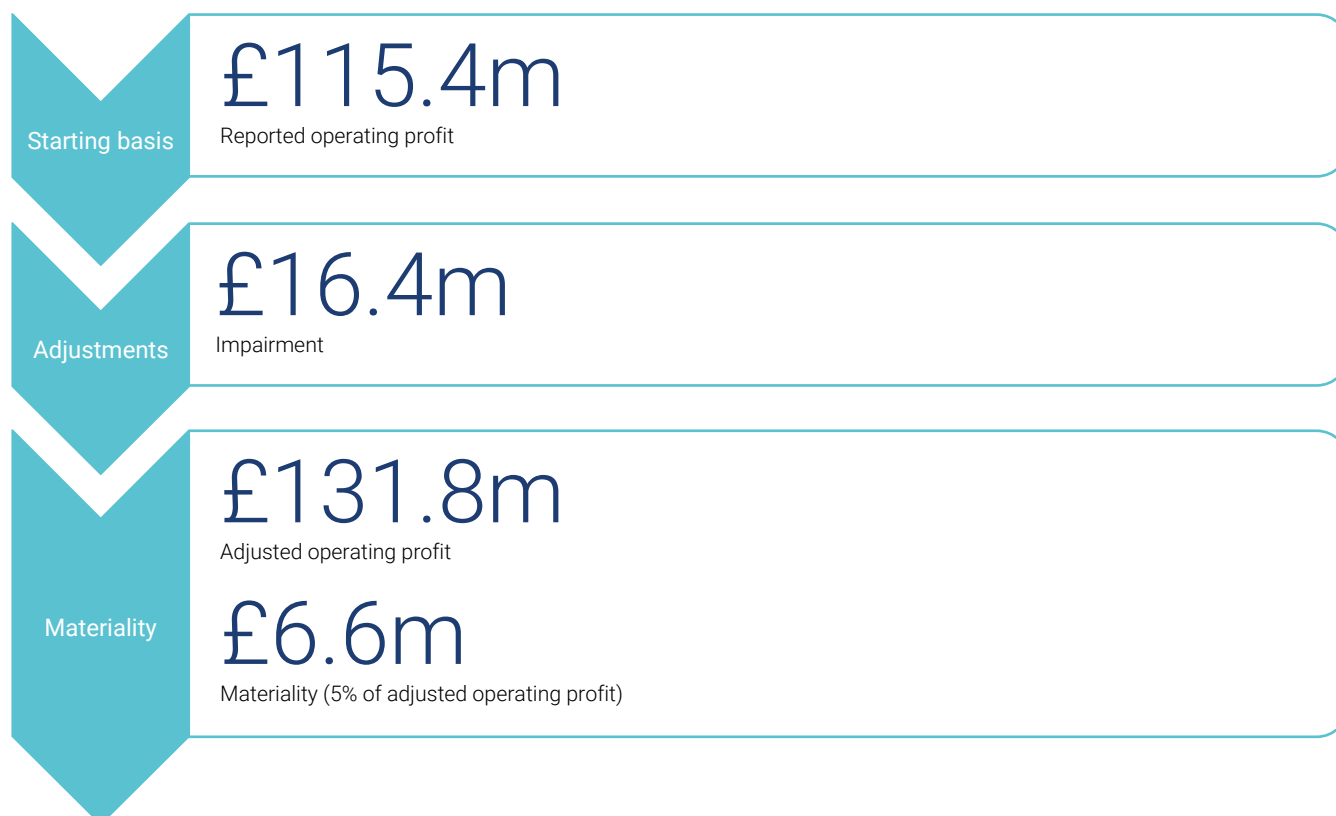 Starting basis
£115.4m
Reported operating profit
Adjustments
£16.4m
Impairment
Materiality
£131.8m
Adjusted operating profit
£6.6m
Materiality (5% of adjusted operating profit)